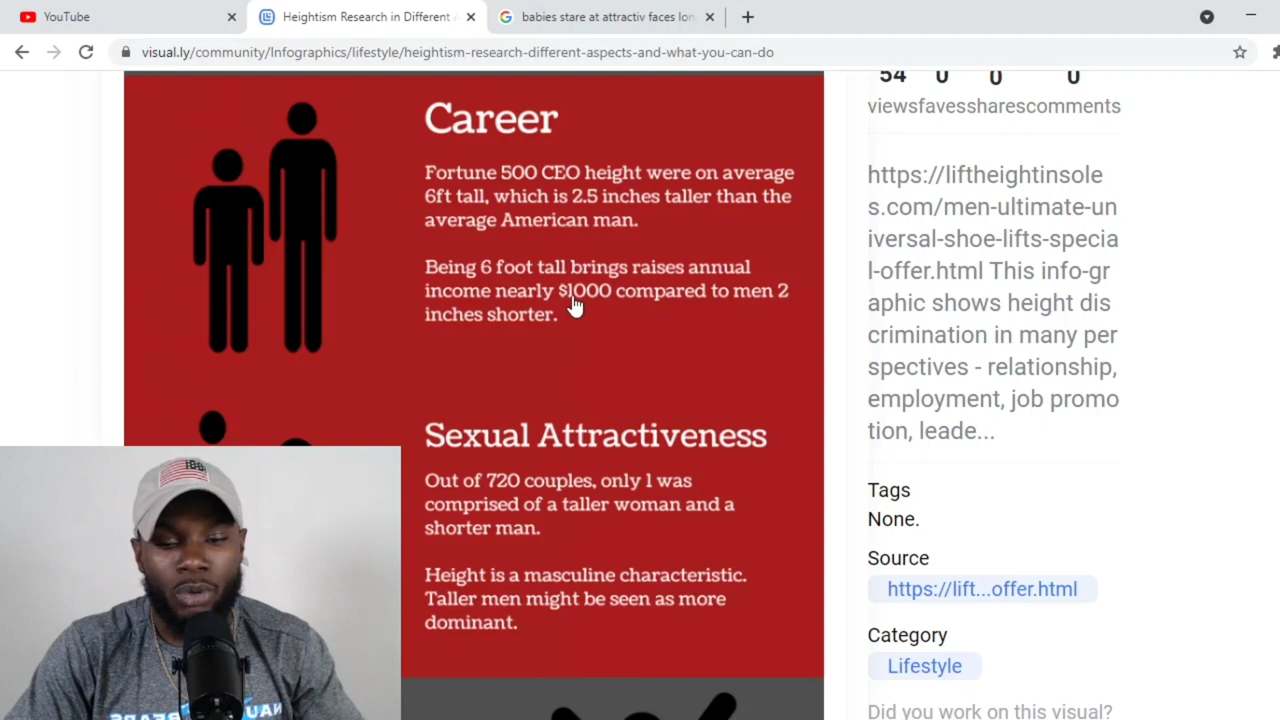 YouTube
Heightism Research in Different
babies stare at attractiv faces lon
visual.ly/community/Infographics/lifestyle/heightism-research-different-aspects-and-what-you-can-do
Career
Fortune 500 CEO height were on average
6ft tall, which is 2.5 inches taller than the
average American man.
Being 6 foot tall brings raises annual
income nearly $1000 compared to men 2
inches shorter.
Sexual Attractiveness
Out of 720 couples, only 1 was
comprised of a taller woman and a
shorter man.
Height is a masculine characteristic.
Taller men might be seen as more
dominant.
54 0 0 0
viewsfavessharescomments
https://liftheightinsole
s.com/men-ultimate-un
iversal-shoe-lifts-specia
l-offer.html This info-gr
aphic shows height dis
crimination in many per
spectives - relationship,
employment, job promo
tion, leade...
Tags
None.
Source
https://lift...offer.html
Category
Lifestyle
Did you work on this visual?